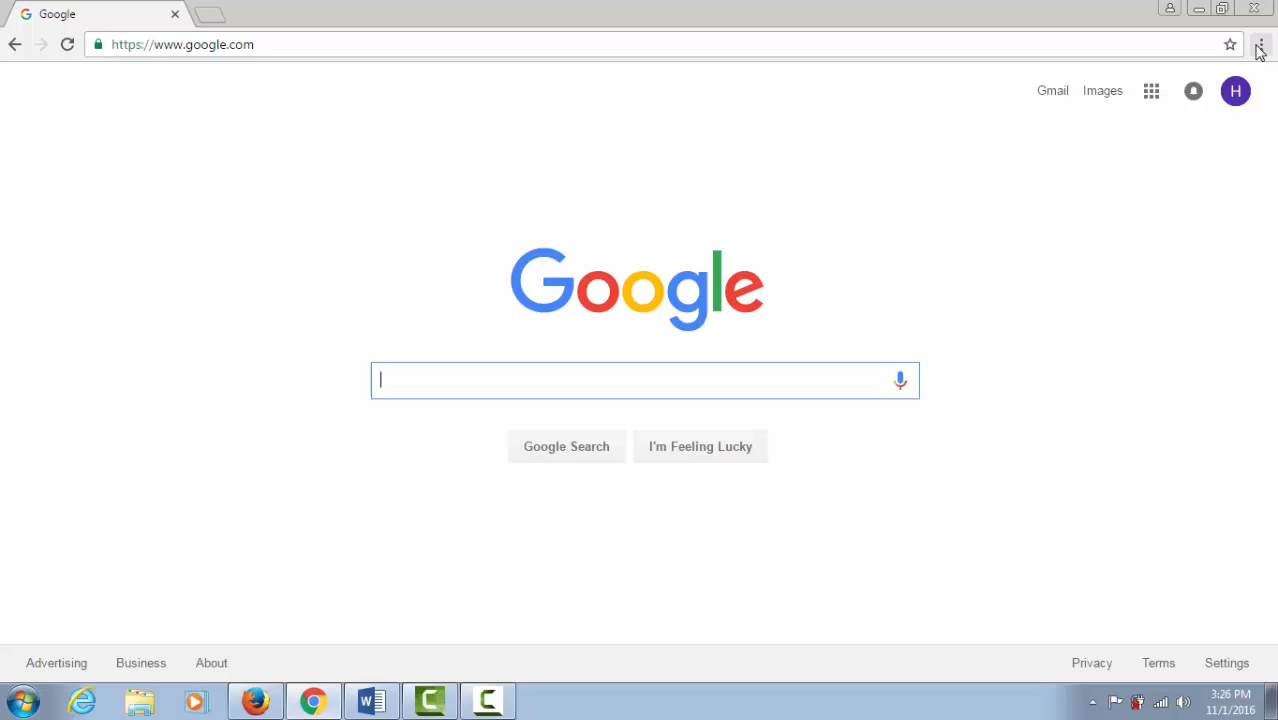 Google
https://www.google.com
Gmail
Images
H
Google
Google Search
I'm Feeling Lucky
Advertising
Business
About
Privacy
Terms
Settings
3:26 PM
11/1/2016